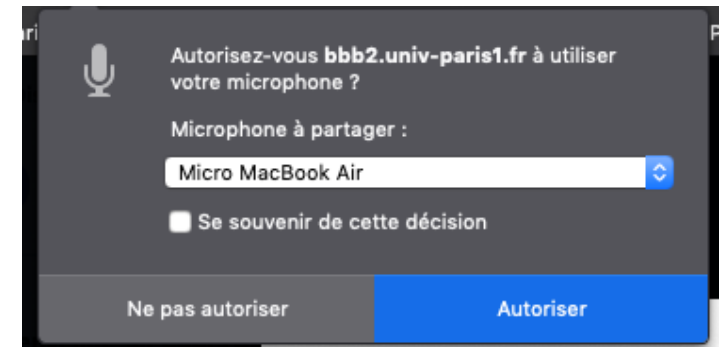 Autorisez-vous bbb2.univ-paris1.fr à utiliser
votre microphone ?
Microphone à partager :
Micro MacBook Air
Se souvenir de cette décision
Ne pas autoriser
Autoriser